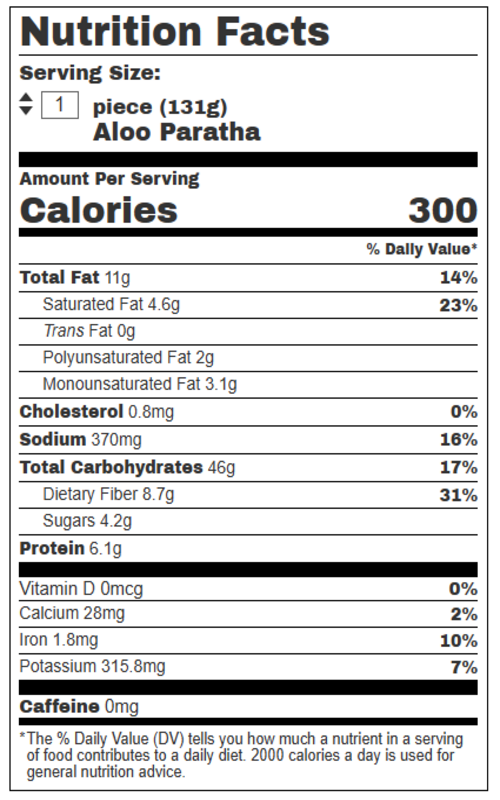 Nutrition Facts
Serving Size:
1 piece (131g)
Aloo Paratha
Amount Per Serving
Calories 300
% Daily Value*
Total Fat 11g 14%
Saturated Fat 4.6g 23%
Trans Fat 0g
Polyunsaturated Fat 2g
Monounsaturated Fat 3.1g
Cholesterol 0.8mg 0%
Sodium 370mg 16%
Total Carbohydrates 46g 17%
Dietary Fiber 8.7g 31%
Sugars 4.2g
Protein 6.1g
Vitamin D 0mcg 0%
Calcium 28mg 2%
Iron 1.8mg 10%
Potassium 315.8mg 7%
Caffeine 0mg
*The % Daily Value (DV) tells you how much a nutrient in a serving
of food contributes to a daily diet. 2000 calories a day is used for
general nutrition advice.